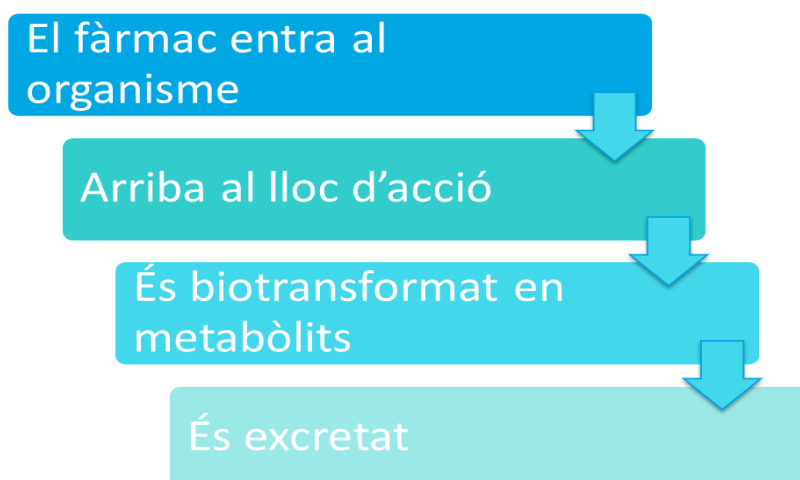 El fàrmac entra al
organisme
Arriba al lloc d’acció
És biotransformat en
metabòlits
És excretat